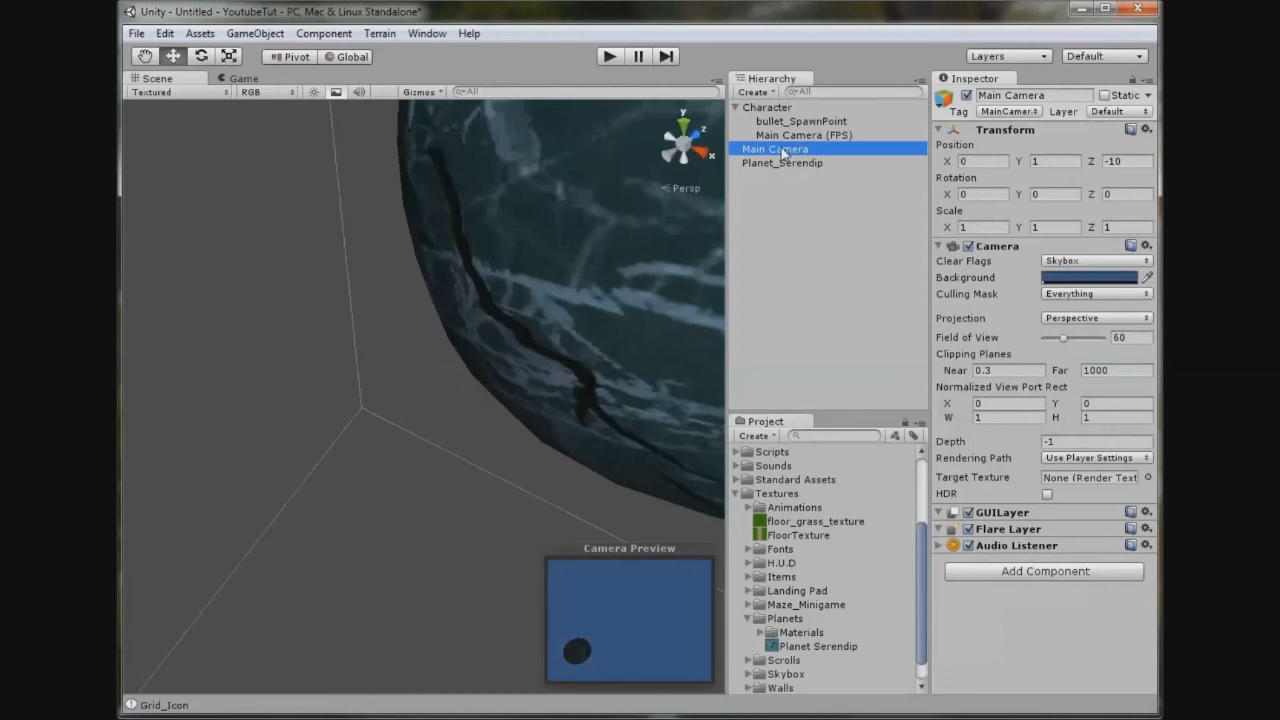 Unity - Untitled - YoutubeTut - PC, Mac & Linux Standalone*
File Edit Assets GameObject Component Terrain Window Help
Pivot Global Layers Default
Scene Game
Textured RGB Gizmos All
y
z
x
Persp
Camera Preview
Hierarchy
Create All
Character
bullet_SpawnPoint
Main Camera (FPS)
Main Camera
Planet_Serendip
Project
Create
Scripts
Sounds
Standard Assets
Textures
Animations
floor_grass_texture
FloorTexture
Fonts
H.U.D
Items
Landing Pad
Maze_Minigame
Planets
Materials
Planet Serendip
Scrolls
Skybox
Walls
Inspector
Main Camera Static
Tag MainCamer Layer Default
Transform
Position
X 0 Y 1 Z -10
Rotation
X 0 Y 0 Z 0
Scale
X 1 Y 1 Z 1
Camera
Clear Flags Skybox
Background
Culling Mask Everything
Projection Perspective
Field of View 60
Clipping Planes
Near 0.3 Far 1000
Normalized View Port Rect
X 0 Y 0
W 1 H 1
Depth -1
Rendering Path Use Player Settings
Target Texture None (Render Text
HDR
GUILayer
Flare Layer
Audio Listener
Add Component
Grid_Icon